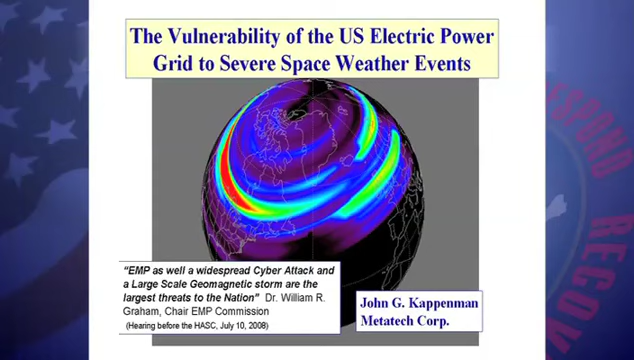 The Vulnerability of the US Electric Power
Grid to Severe Space Weather Events
"EMP as well a widespread Cyber Attack and
a Large Scale Geomagnetic storm are the
largest threats to the Nation" Dr. William R.
Graham, Chair EMP Commission
(Hearing before the HASC, July 10, 2008)
John G. Kappenman
Metatech Corp.
ESPOND
RECOV